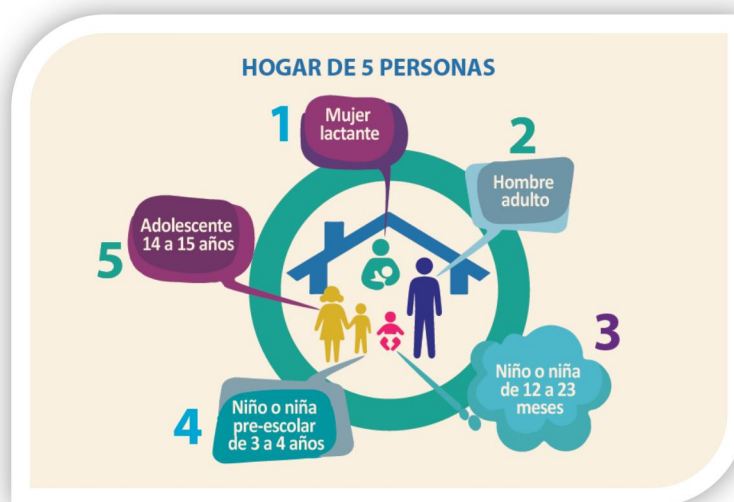 HOGAR DE 5 PERSONAS
1
Mujer
lactante
2
Hombre
adulto
3
Niño o niña
de 12 a 23
meses
4
Niño o niña
pre-escolar
de 3 a 4 años
5
Adolescente
14 a 15 años